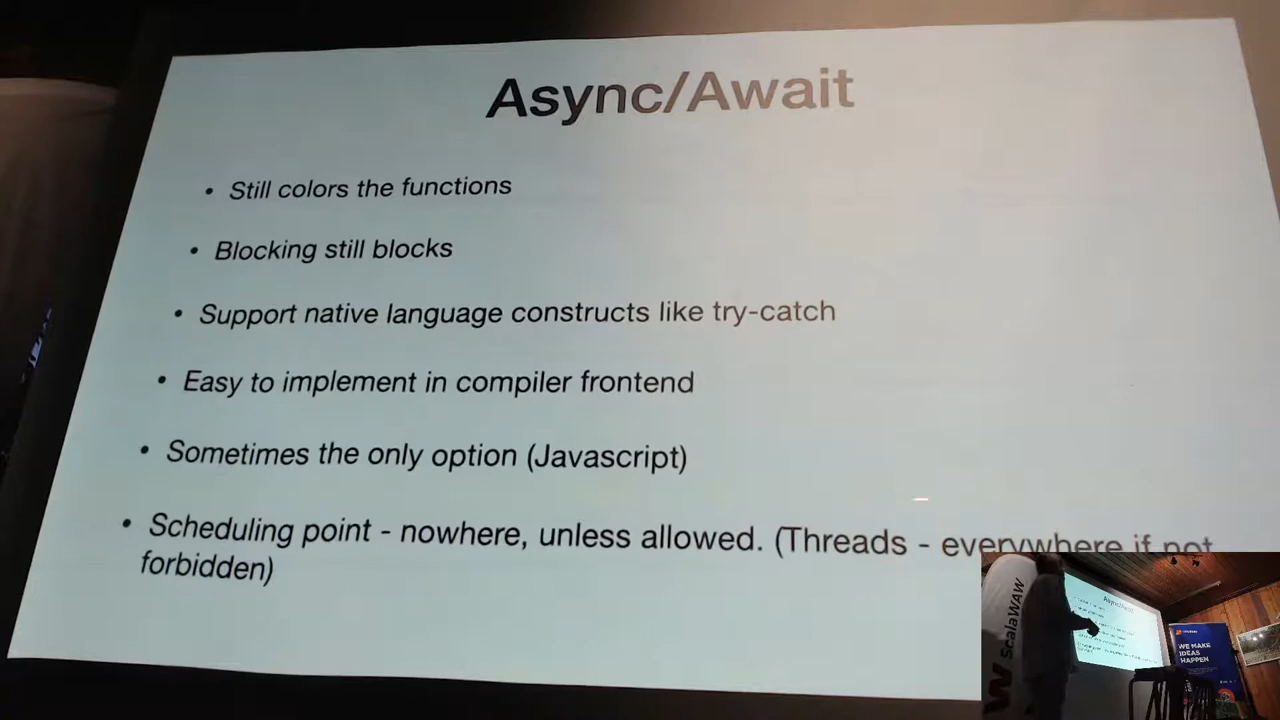 Async/Await
• Still colors the functions
• Blocking still blocks
• Support native language constructs like try-catch
• Easy to implement in compiler frontend
• Sometimes the only option (Javascript)
• Scheduling point - nowhere, unless allowed. (Threads - everywhere if not
forbidden)
ScalaWAW
W
Async/Await
WE MAKE
IDEAS
HAPPEN